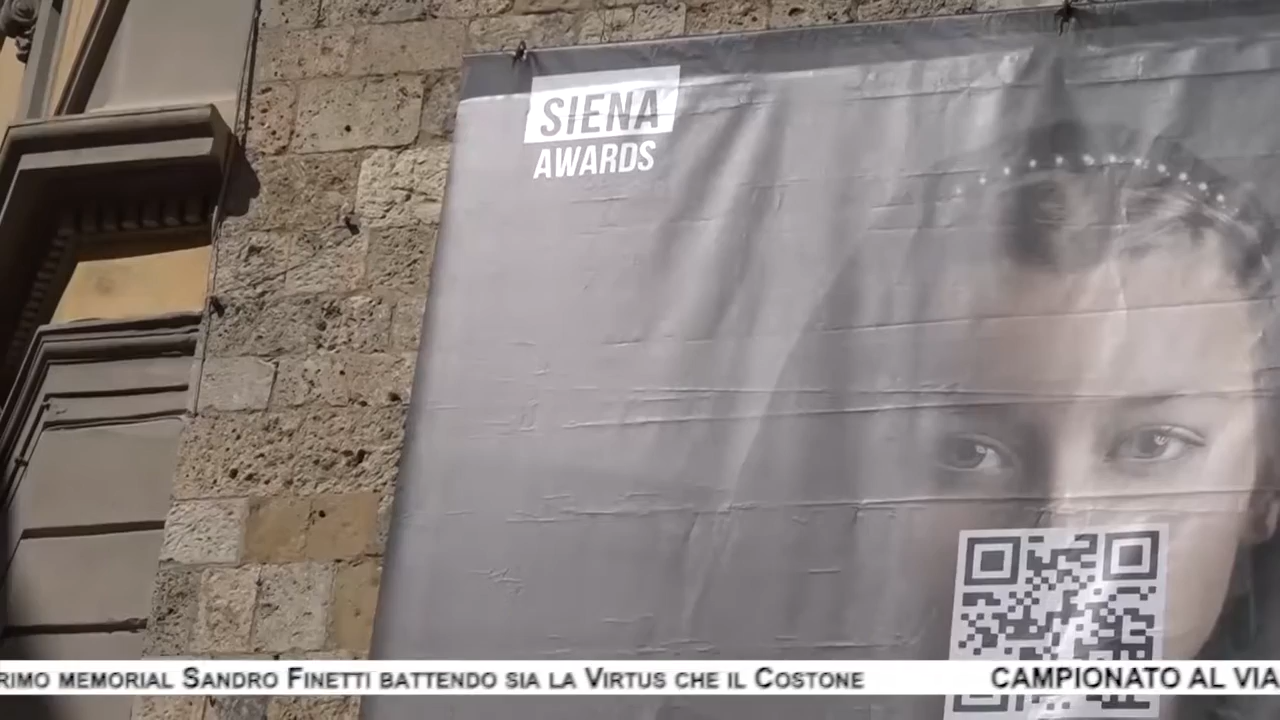 SIENA
AWARDS
RIMO MEMORIAL SANDRO FINETTI BATTENDO SIA LA VIRTUS CHE IL COSTONE CAMPIONATO AL VIA